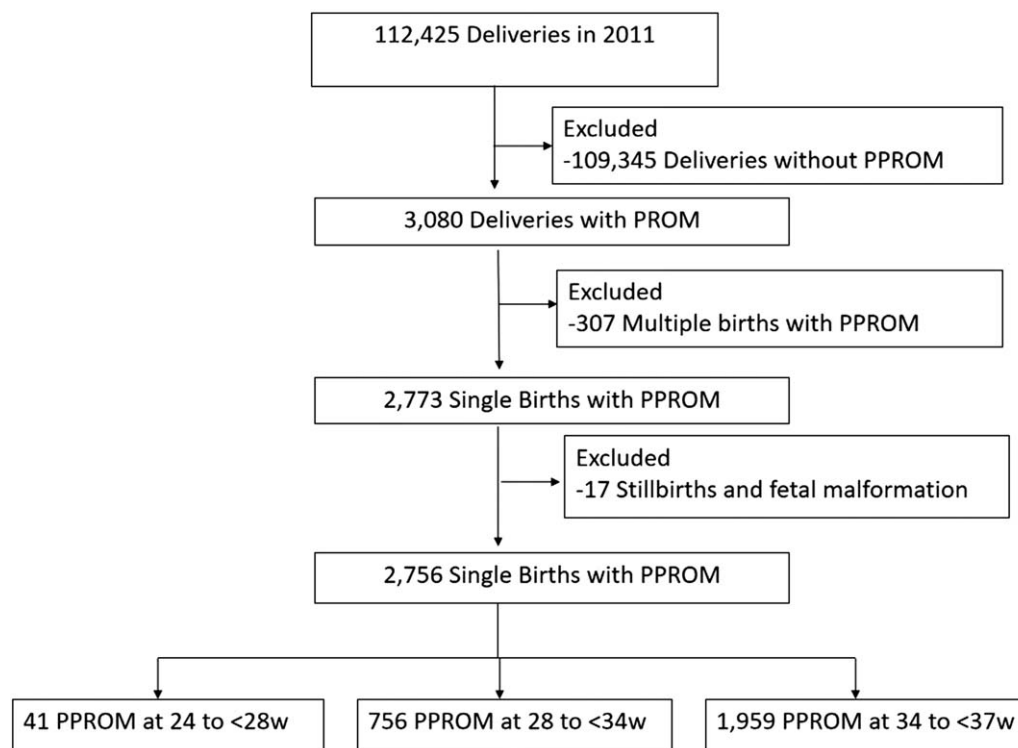 112,425 Deliveries in 2011
Excluded
-109,345 Deliveries without PPROM
3,080 Deliveries with PROM
Excluded
-307 Multiple births with PPROM
2,773 Single Births with PPROM
Excluded
-17 Stillbirths and fetal malformation
2,756 Single Births with PPROM
41 PPROM at 24 to <28w
756 PPROM at 28 to <34w
1,959 PPROM at 34 to <37w